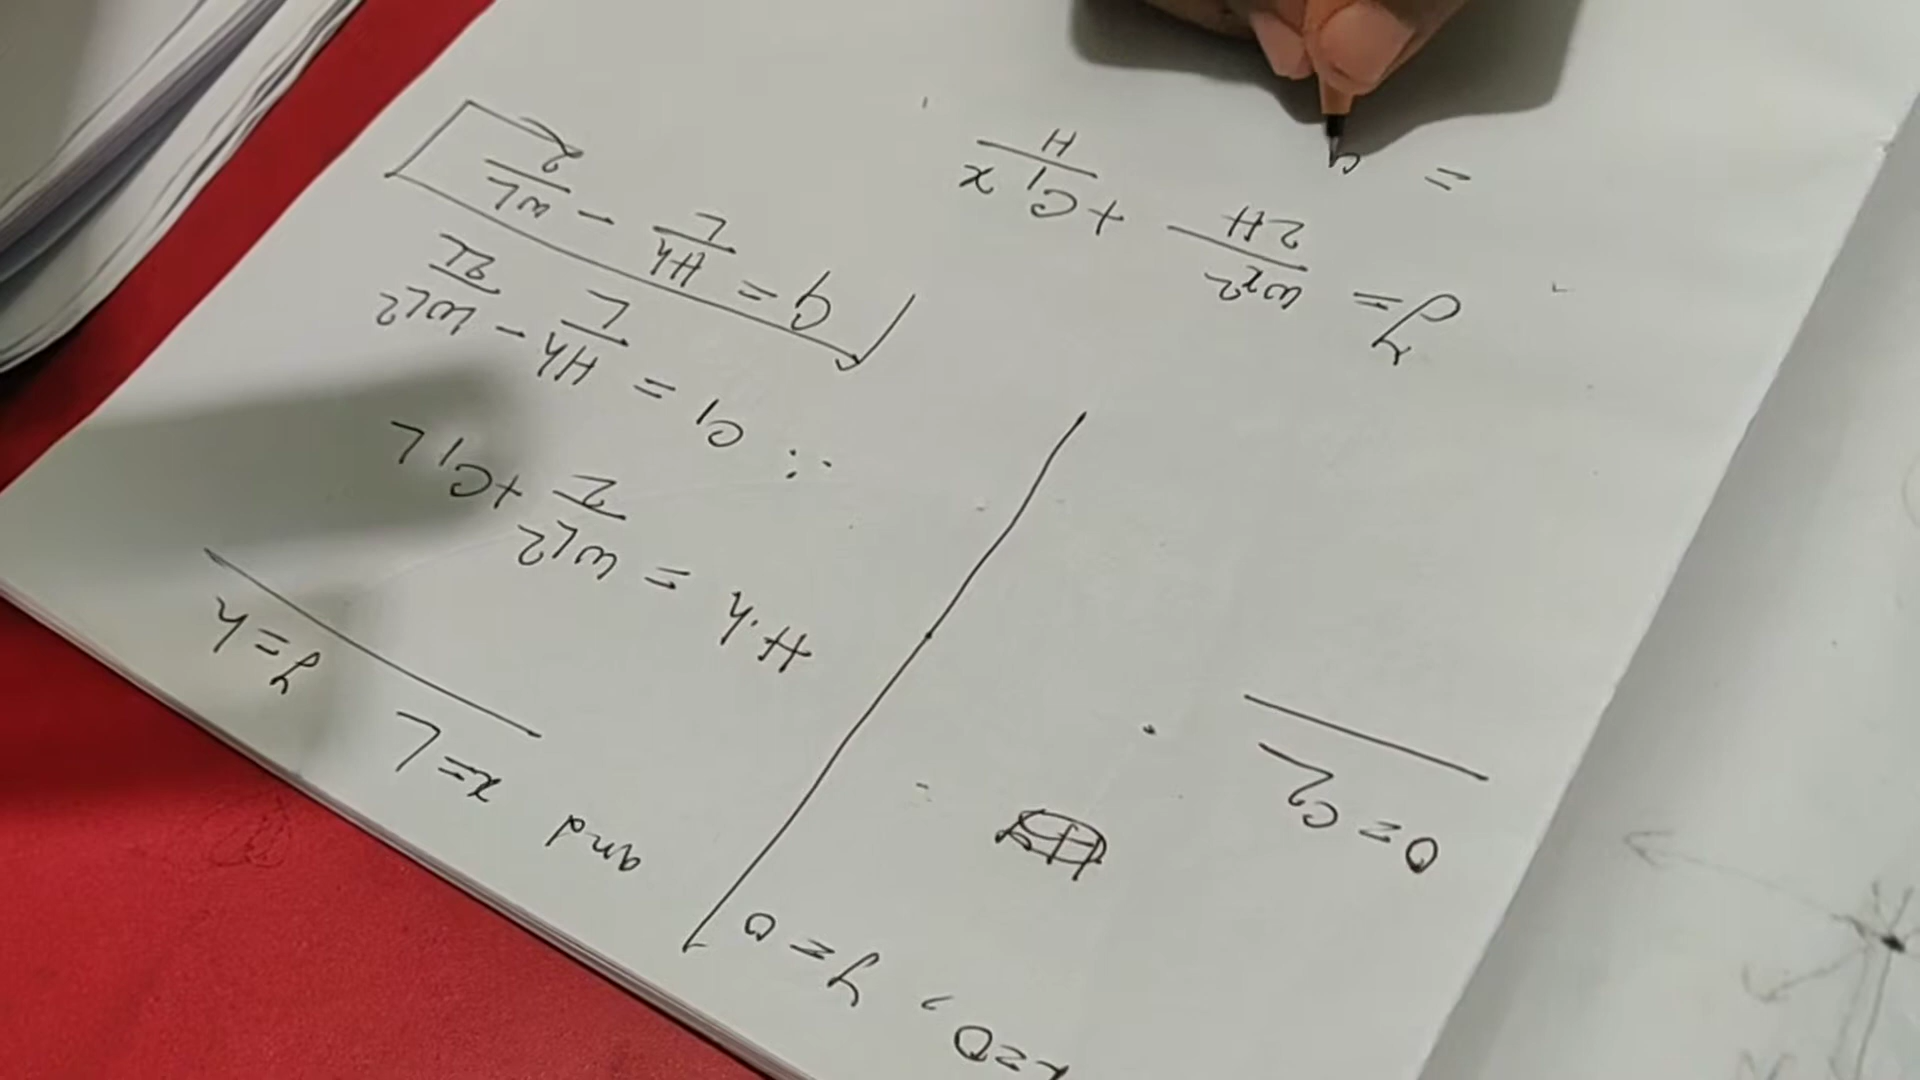 x=0, y=0
0=C₂
and x=L y=h
H.h = wL²/2 + C₁L
∴ C₁ = Hh/L - wL²/2L
C₁ = Hh/L - wL/2
y = wx²/2H + C₁x/H
=